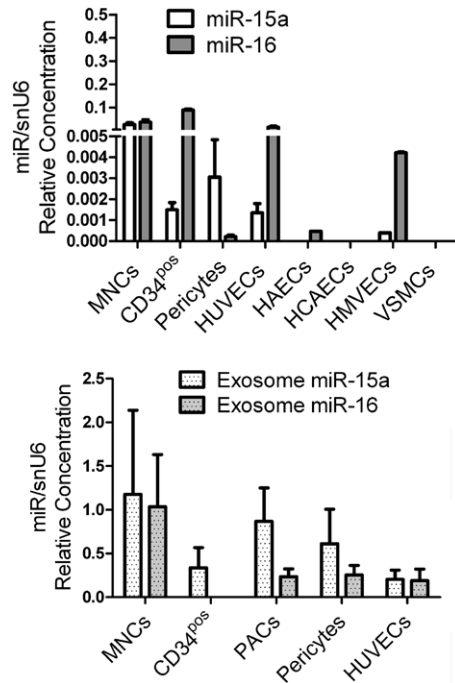 miR-15a
miR-16
miR/snU6
Relative Concentration
0.5
0.4
0.3
0.2
0.1
0.005
0.004
0.003
0.002
0.001
0.000
MNCs
CD34pos
Pericytes
HUVECs
HAECs
HCAECs
HMVECs
VSMCs
Exosome miR-15a
Exosome miR-16
miR/snU6
Relative Concentration
2.5
2.0
1.5
1.0
0.5
0.0
MNCs
CD34pos
PACs
Pericytes
HUVECs